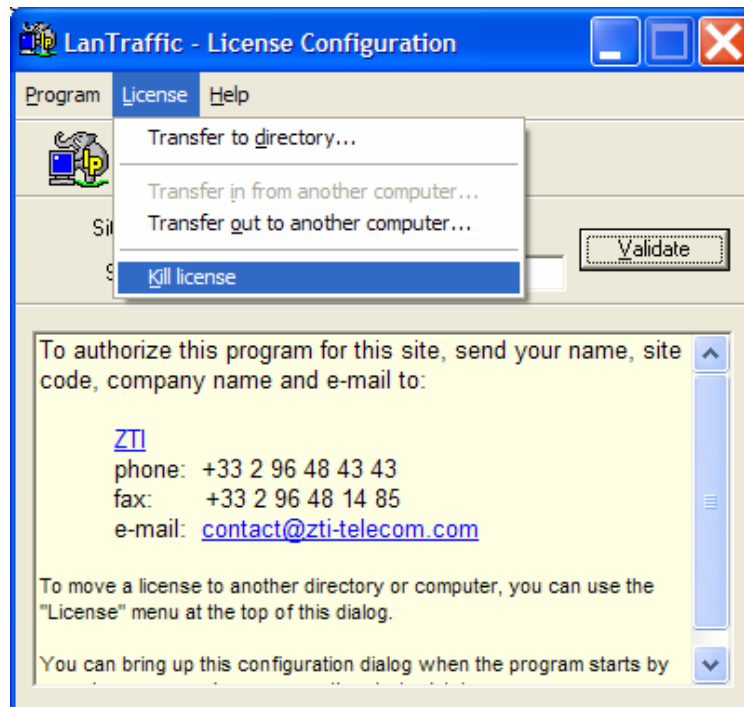 LanTraffic - License Configuration
Program License Help
Transfer to directory...
Transfer in from another computer...
Transfer out to another computer...
Kill license
Validate
To authorize this program for this site, send your name, site
code, company name and e-mail to:
ZTI
phone: +33 2 96 48 43 43
fax: +33 2 96 48 14 85
e-mail: contact@zti-telecom.com
To move a license to another directory or computer, you can use the
"License" menu at the top of this dialog.
You can bring up this configuration dialog when the program starts by